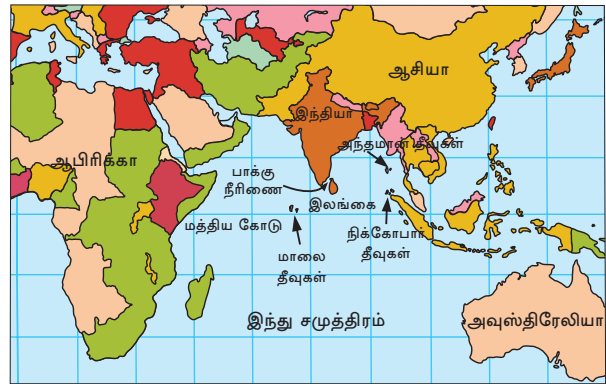 ஆசியா
இந்தியா
அந்தமான் தீவுகள்
ஆபிரிக்கா
பாக்கு
நீரிணை
இலங்கை
மத்திய கோடு
நிக்கோபார்
தீவுகள்
மாலை
தீவுகள்
இந்து சமுத்திரம்
அவுஸ்திரேலியா